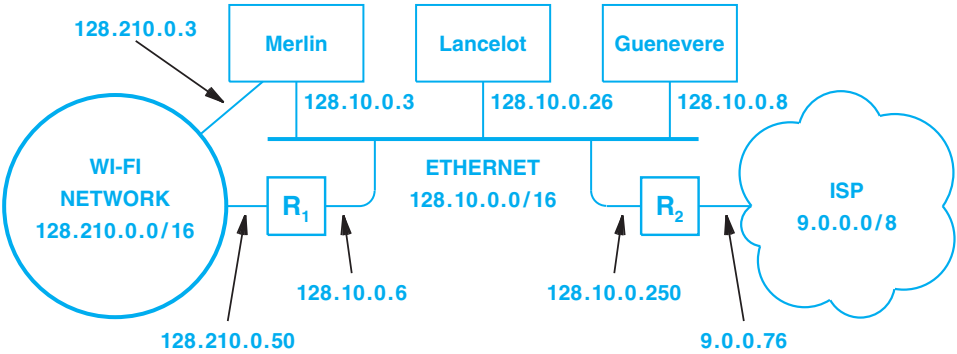 128.210.0.3
Merlin
Lancelot
Guenevere
128.10.0.3
128.10.0.26
128.10.0.8
WI-FI
NETWORK
128.210.0.0/16
R1
ETHERNET
128.10.0.0/16
R2
ISP
9.0.0.0/8
128.10.0.6
128.10.0.250
128.210.0.50
9.0.0.76